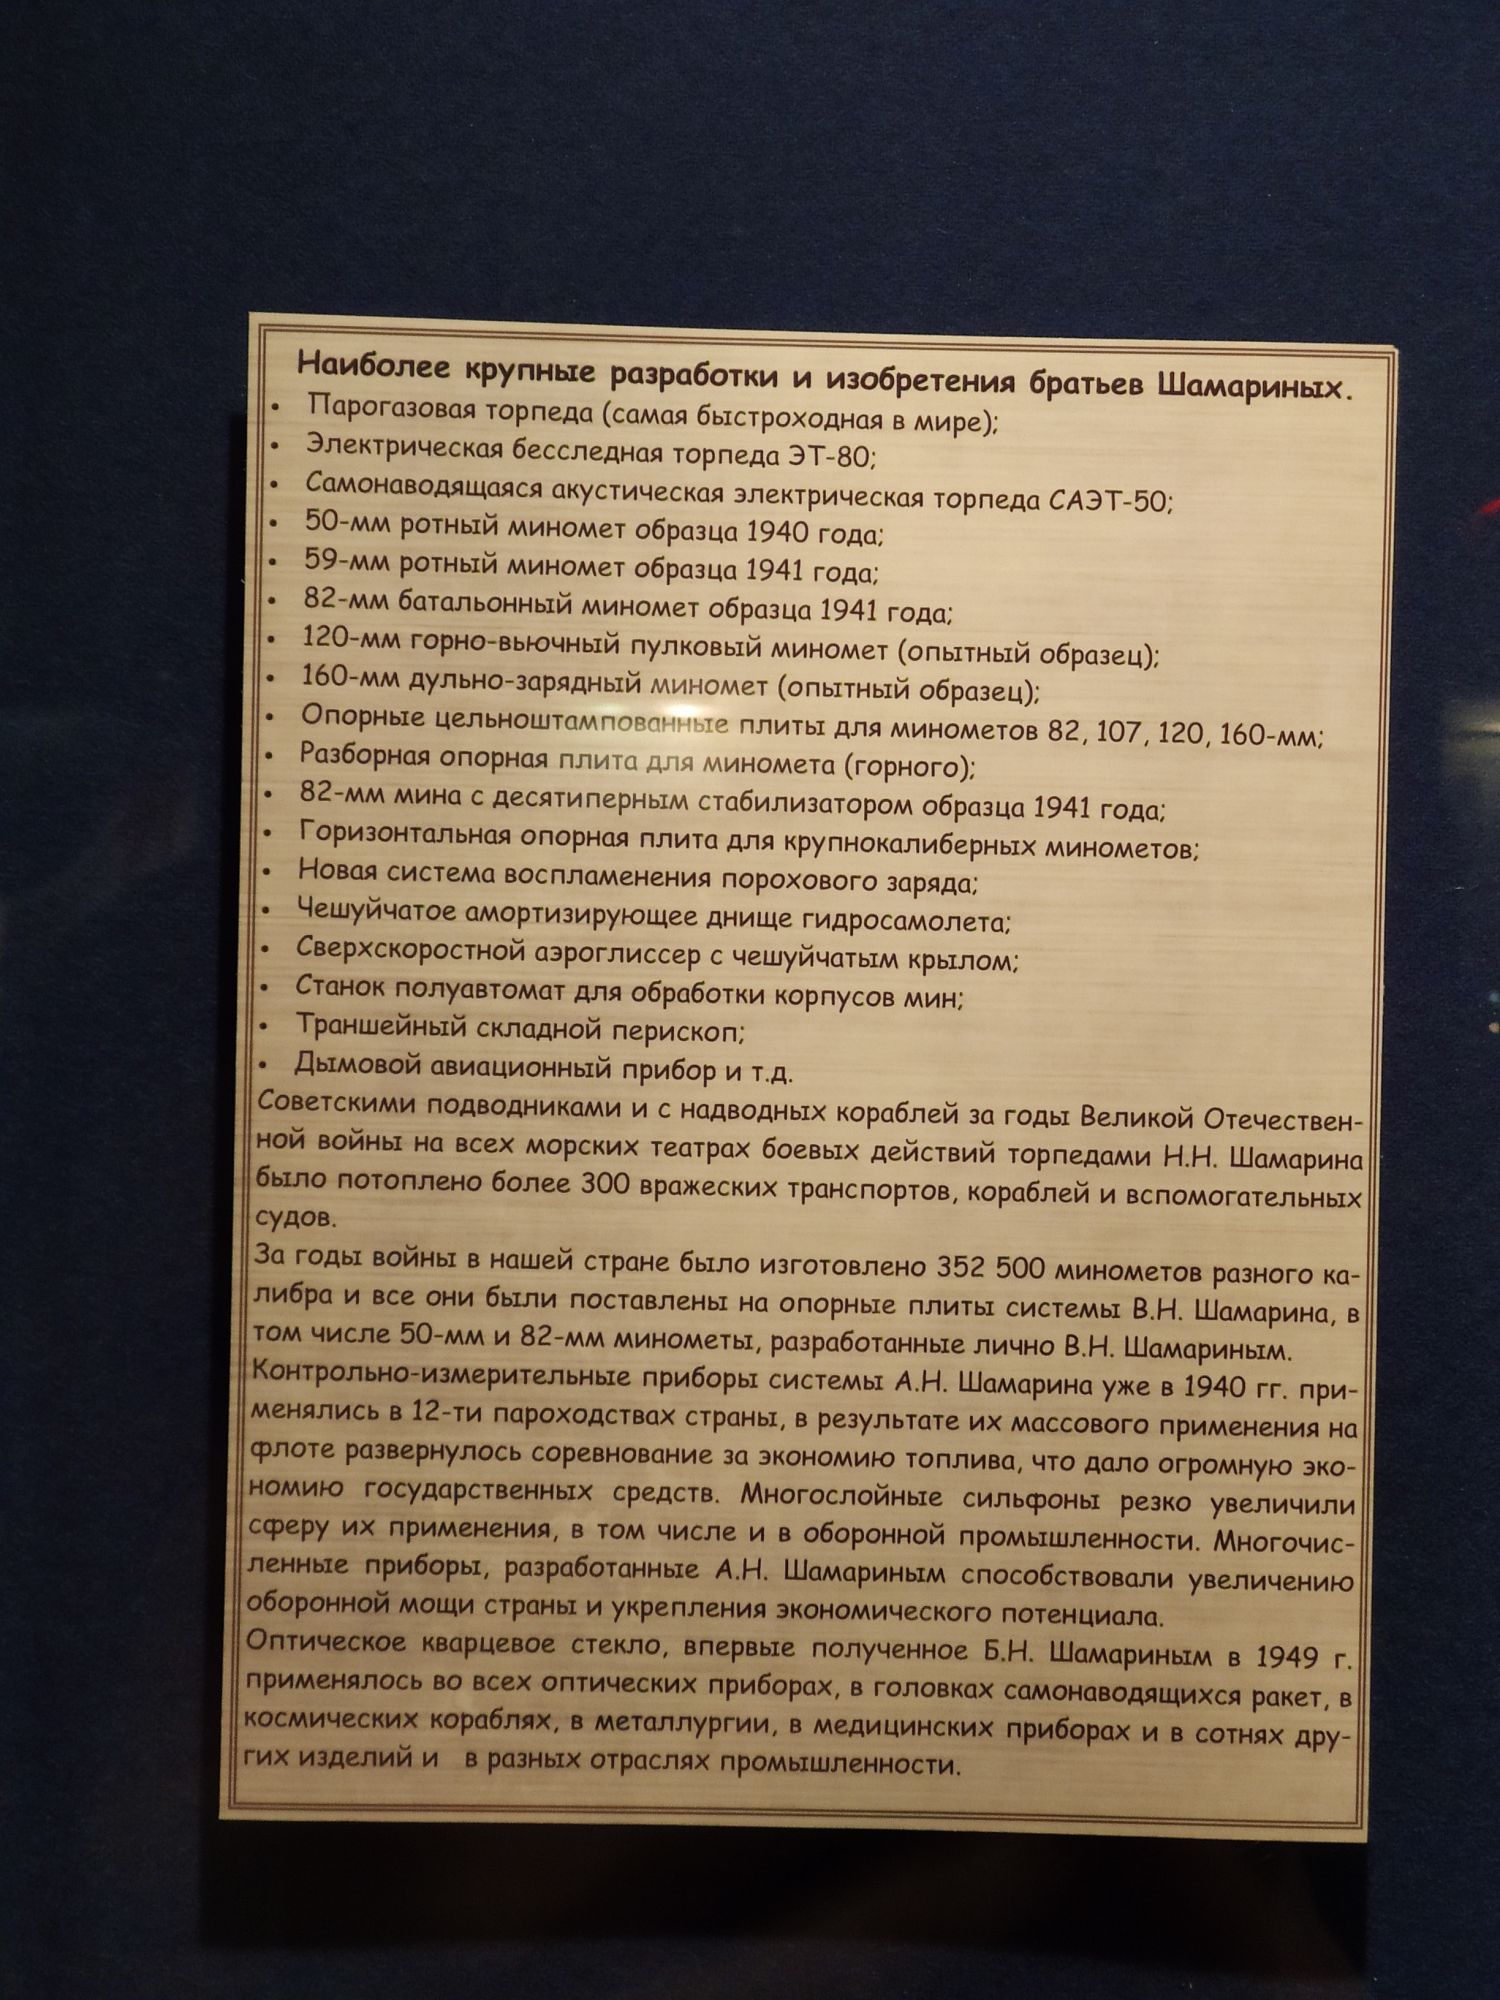 Наиболее крупные разработки и изобретения братьев Шамариных.
• Парогазовая торпеда (самая быстроходная в мире);
• Электрическая бесследная торпеда ЭТ-80;
• Самонаводящаяся акустическая электрическая торпеда САЭТ-50;
• 50-мм ротный миномет образца 1940 года;
• 59-мм ротный миномет образца 1941 года;
• 82-мм батальонный миномет образца 1941 года;
• 120-мм горно-вьючный пулковый миномет (опытный образец);
• 160-мм дульно-зарядный миномет (опытный образец);
• Опорные цельноштампованные плиты для минометов 82, 107, 120, 160-мм;
• Разборная опорная плита для миномета (горного);
• 82-мм мина с десятиперным стабилизатором образца 1941 года;
• Горизонтальная опорная плита для крупнокалиберных минометов;
• Новая система воспламенения порохового заряда;
• Чешуйчатое амортизирующее днище гидросамолета;
• Сверхскоростной аэроглиссер с чешуйчатым крылом;
• Станок полуавтомат для обработки корпусов мин;
• Траншейный складной перископ;
• Дымовой авиационный прибор и т.д.
Советскими подводниками и с надводных кораблей за годы Великой Отечествен-
ной войны на всех морских театрах боевых действий торпедами Н.Н. Шамарина
было потоплено более 300 вражеских транспортов, кораблей и вспомогательных
судов.
За годы войны в нашей стране было изготовлено 352 500 минометов разного ка-
либра и все они были поставлены на опорные плиты системы В.Н. Шамарина, в
том числе 50-мм и 82-мм минометы, разработанные лично В.Н. Шамариным.
Контрольно-измерительные приборы системы А.Н. Шамарина уже в 1940 гг. при-
менялись в 12-ти пароходствах страны, в результате их массового применения на
флоте развернулось соревнование за экономию топлива, что дало огромную эко-
номию государственных средств. Многослойные сильфоны резко увеличили
сферу их применения, в том числе и в оборонной промышленности. Многочис-
ленные приборы, разработанные А.Н. Шамариным способствовали увеличению
оборонной мощи страны и укрепления экономического потенциала.
Оптическое кварцевое стекло, впервые полученное Б.Н. Шамариным в 1949 г.
применялось во всех оптических приборах, в головках самонаводящихся ракет, в
космических кораблях, в металлургии, в медицинских приборах и в сотнях дру-
гих изделий и в разных отраслях промышленности.